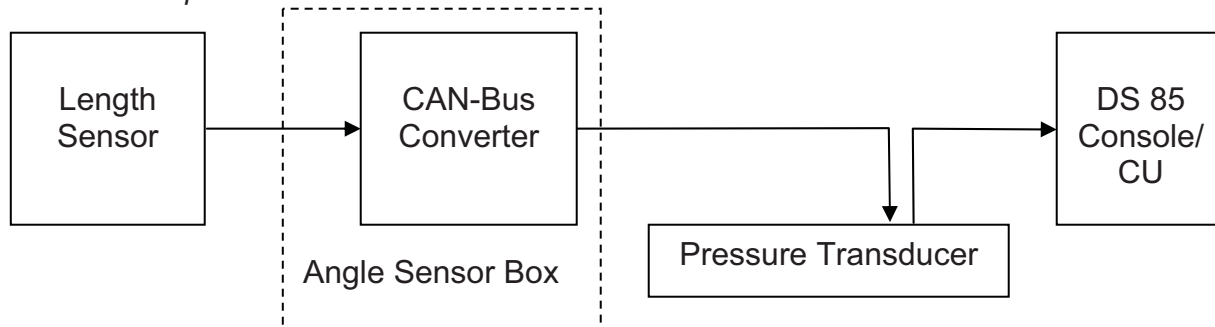 Length
Sensor
CAN-Bus
Converter
Angle Sensor Box
Pressure Transducer
DS 85
Console/
CU